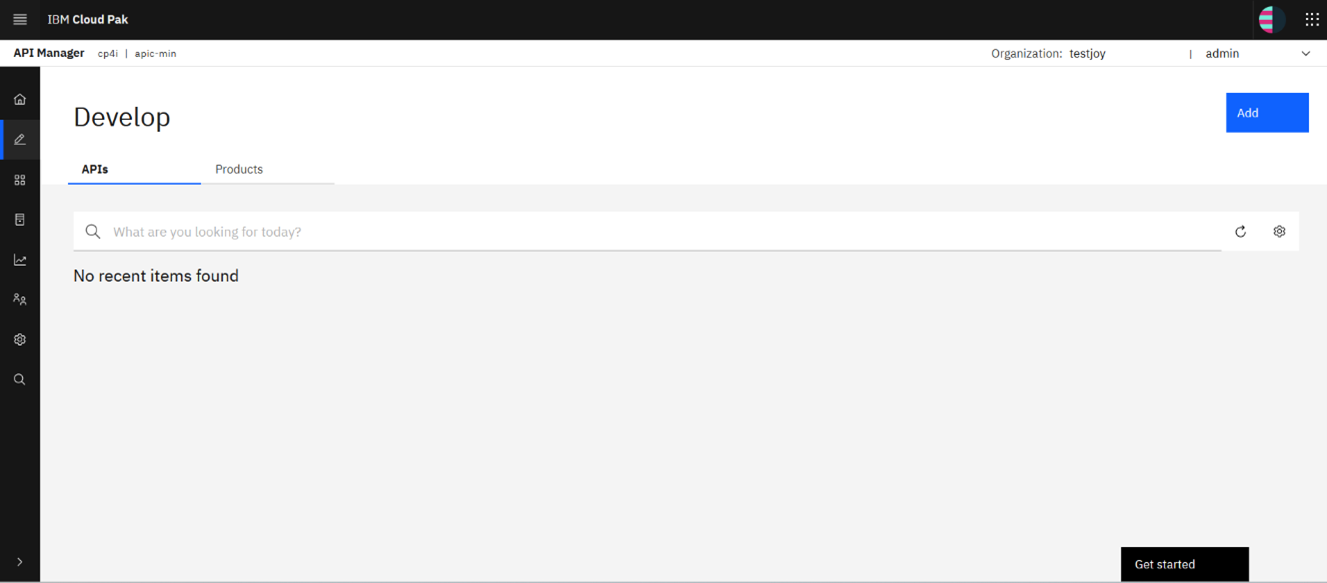 IBM Cloud Pak
API Manager cp4i | apic-min Organization: testjoy | admin
Develop
Add
APIs Products
What are you looking for today?
No recent items found
Get started